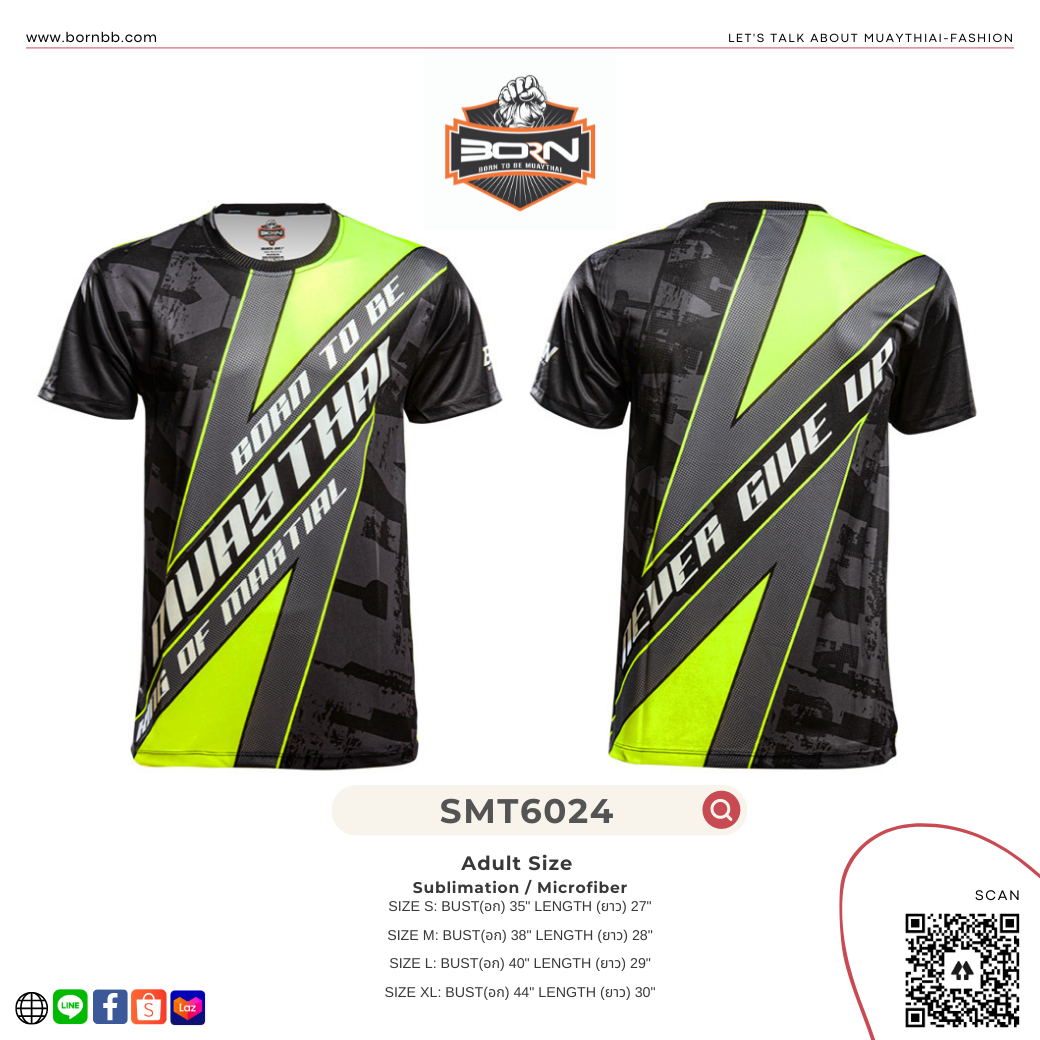 www.bornbb.com
LET'S TALK ABOUT MUAYTHIAI-FASHION
BORN
BORN TO BE MUAYTHAI
BORN
BORN TO BE
MUAYTHAI
KING OF MARTIAL
NEVER GIVE UP
SMT6024
Adult Size
Sublimation / Microfiber
SIZE S: BUST(อก) 35" LENGTH (ยาว) 27"
SIZE M: BUST(อก) 38" LENGTH (ยาว) 28"
SIZE L: BUST(อก) 40" LENGTH (ยาว) 29"
SIZE XL: BUST(อก) 44" LENGTH (ยาว) 30"
SCAN
LINE
Laz